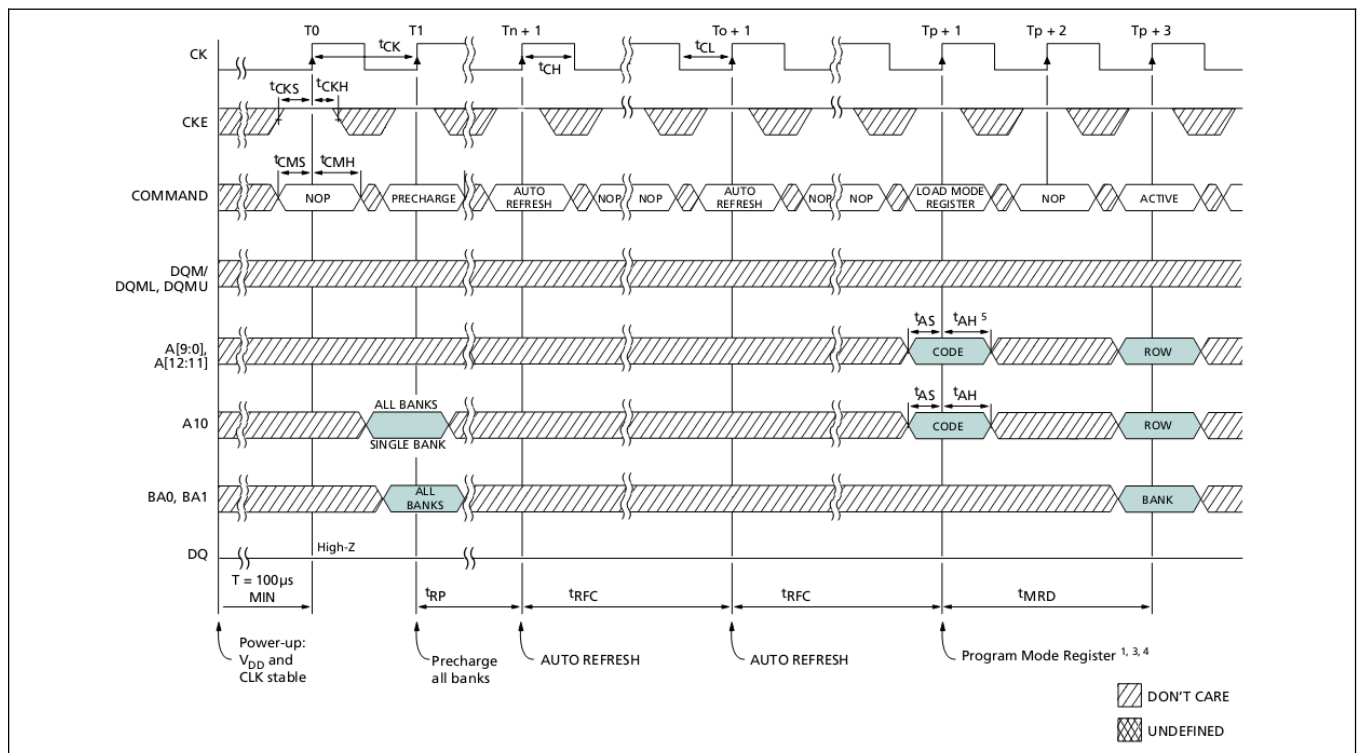 T0 T1 Tn + 1 To + 1 Tp + 1 Tp + 2 Tp + 3
CK tCK tCH tCL
tCKS tCKH
CKE
tCMS tCMH
COMMAND NOP PRECHARGE AUTO REFRESH NOP NOP AUTO REFRESH NOP NOP LOAD MODE REGISTER NOP ACTIVE
DQM/
DQML, DQMU
tAS tAH 5
A[9:0],
A[12:11]
CODE ROW
ALL BANKS
tAS tAH
A10 CODE ROW
SINGLE BANK
BA0, BA1 ALL BANKS BANK
DQ High-Z
T = 100µs
MIN
tRP tRFC tRFC tMRD
Power-up:
VDD and
CLK stable
Precharge
all banks
AUTO REFRESH
AUTO REFRESH
Program Mode Register 1, 3, 4
DON'T CARE
UNDEFINED